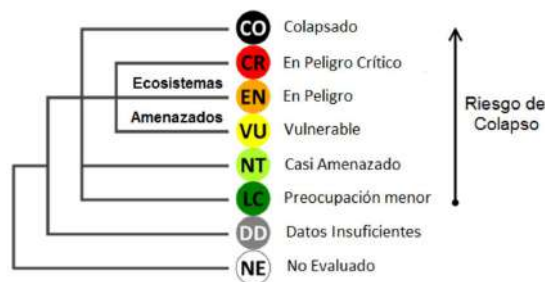 CO Colapsado
CR En Peligro Crítico
Ecosistemas
EN En Peligro
Amenazados
VU Vulnerable
NT Casi Amenazado
LC Preocupación menor
DD Datos Insuficientes
NE No Evaluado
Riesgo de
Colapso